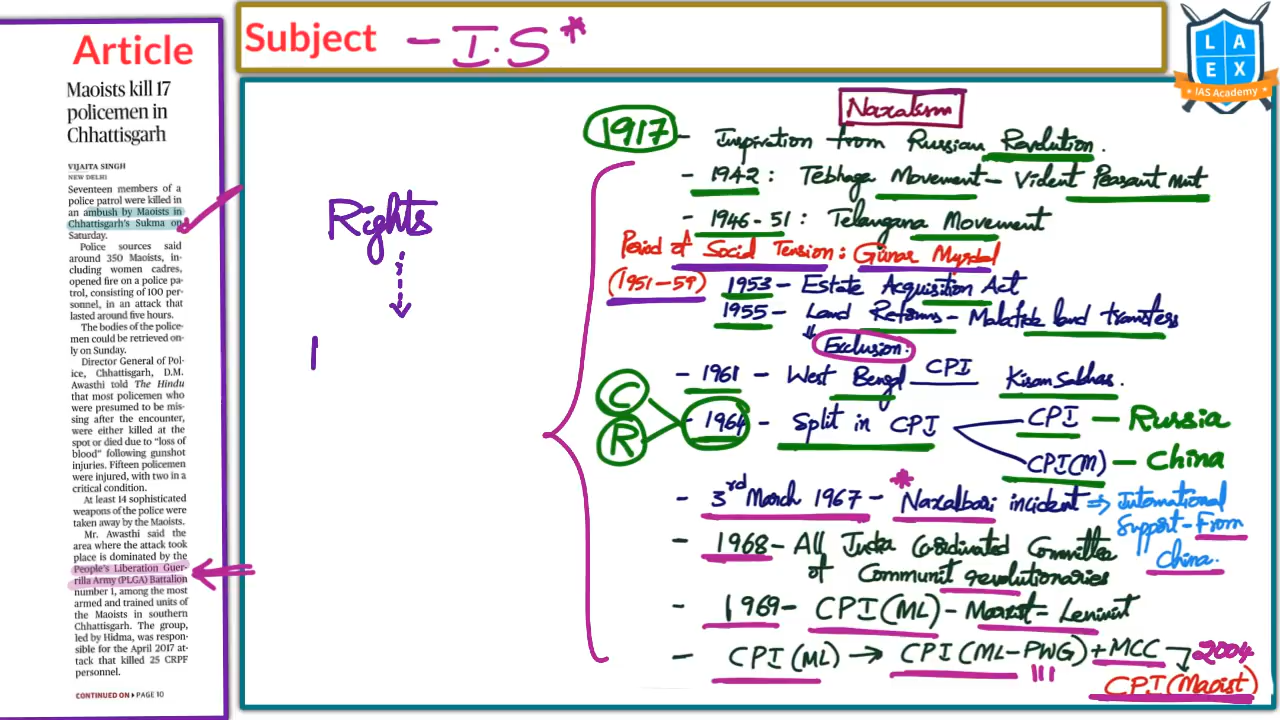 Article
Maoists kill 17
policemen in
Chhattisgarh
VIJAITA SINGH
NEW DELHI
Seventeen members of a
police patrol were killed in
an ambush by Maoists in
Chhattisgarh's Sukma on
Saturday.
Police sources said
around 350 Maoists, in-
cluding women cadres,
opened fire on a police pa-
trol, consisting of 100 per-
sonnel, in an attack that
lasted around five hours.
The bodies of the police-
men could be retrieved on-
ly on Sunday.
Director General of Pol-
ice, Chhattisgarh, D.M.
Awasthi told The Hindu
that most policemen who
were presumed to be mis-
sing after the encounter,
were either killed at the
spot or died due to "loss of
blood" following gunshot
injuries. Fifteen policemen
were injured, with two in a
critical condition.
At least 14 sophisticated
weapons of the police were
taken away by the Maoists.
Mr. Awasthi said the
area where the attack took
place is dominated by the
People's Liberation Guer-
rilla Army (PLGA) Battalion
number 1, among the most
armed and trained units of
the Maoists in southern
Chhattisgarh. The group,
led by Hidma, was respon-
sible for the April 2017 at-
tack that killed 25 CRPF
personnel.
CONTINUED ON ▸ PAGE 10
Subject - I.S*
L A
E X
IAS Academy
Rights
Naxalism
1917 - Inspiration from Russian Revolution.
- 1942: Tebhaga Movement - Violent Peasant Mvt
- 1946-51: Telangana Movement
Period of Social Tension: Gunar Myrdal
(1951-59) 1953 - Estate Acquisition Act
1955 - Land Reforms - Malafide land transfers
Exclusion:
- 1961 - West Bengal CPI Kisan Sabhas.
C
R
- 1964 - Split in CPI
CPI - Russia
CPI(M) - China
- 3rd March 1967 - Naxalbari incident ⇒ International
Support - From
China.
- 1968 - All India Co-ordinated Committee
of Communit revolutionaries
- 1969 - CPI(ML) - Maoist - Leninist
- CPI(ML) → CPI(ML-PWG) + MCC 2004
CPI(Maoist)